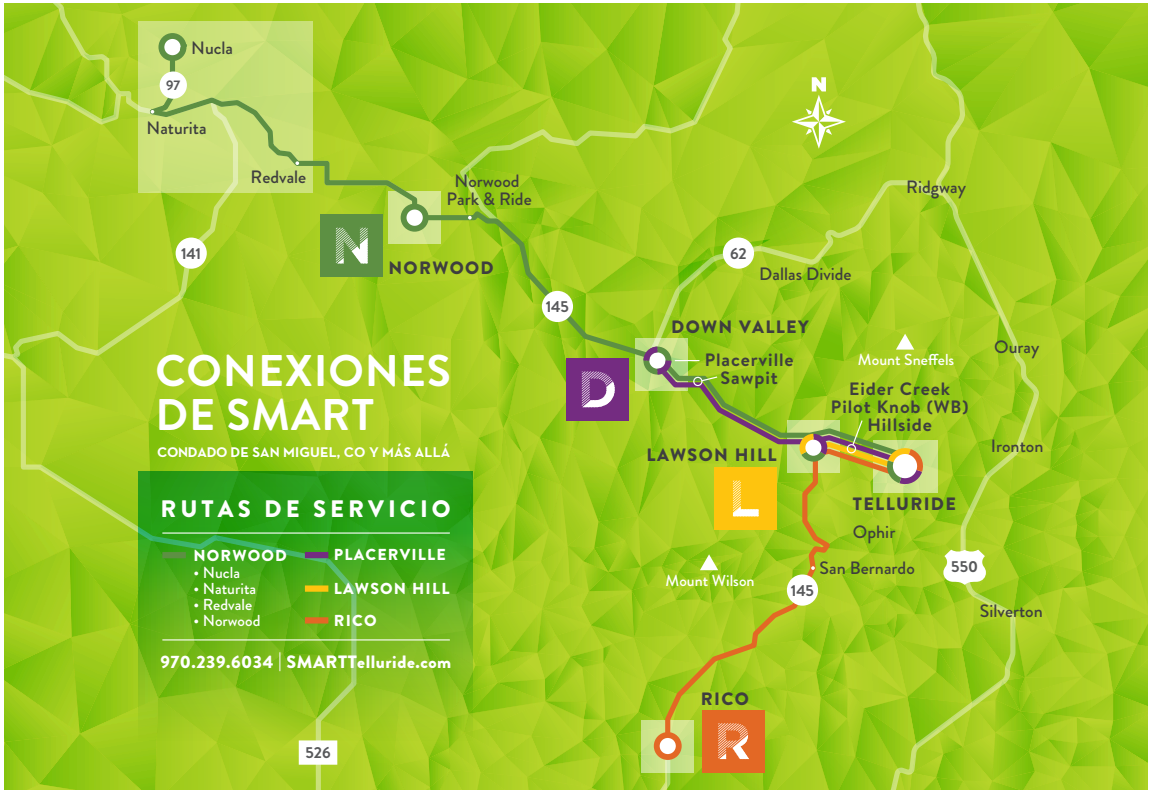 Nucla
97
Naturita
Redvale
Norwood
Park & Ride
N
N
NORWOOD
141
145
Ridgway
62
Dallas Divide
DOWN VALLEY
Placerville
Sawpit
D
Mount Sneffels
Ouray
Eider Creek
Pilot Knob (WB)
Hillside
LAWSON HILL
L
TELLURIDE
Ironton
Ophir
San Bernardo
Mount Wilson
145
550
Silverton
RICO
R
CONEXIONES
DE SMART
CONDADO DE SAN MIGUEL, CO Y MÁS ALLÁ
RUTAS DE SERVICIO
NORWOOD
• Nucla
• Naturita
• Redvale
• Norwood
PLACERVILLE
LAWSON HILL
RICO
970.239.6034 | SMARTTelluride.com
526